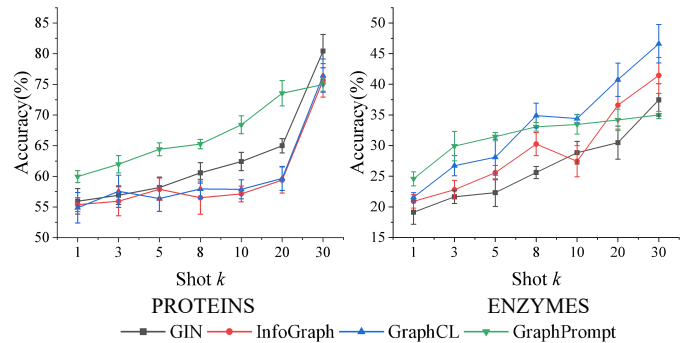 85
80
75
70
65
60
55
50
Accuracy(%)
1 3 5 8 10 20 30
Shot k
PROTEINS
50
45
40
35
30
25
20
15
Accuracy(%)
1 3 5 8 10 20 30
Shot k
ENZYMES
GIN InfoGraph GraphCL GraphPrompt